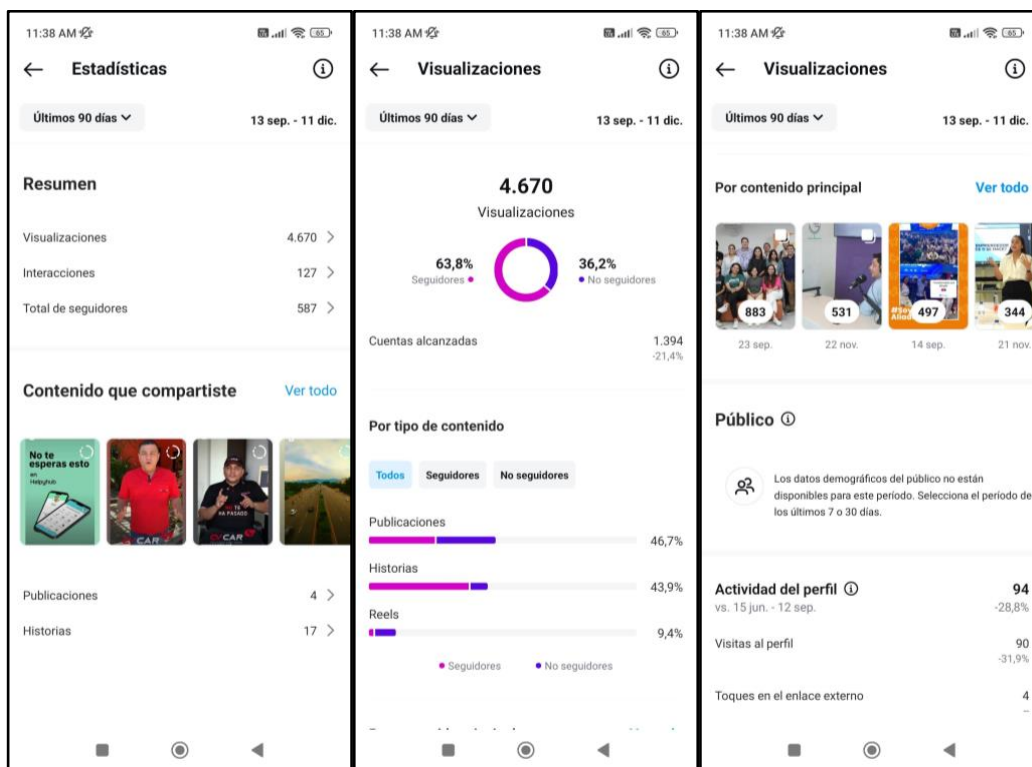 11:38 AM
65
Estadísticas
Últimos 90 días
13 sep. - 11 dic.
Resumen
Visualizaciones 4.670
Interacciones 127
Total de seguidores 587
Contenido que compartiste Ver todo
No te
esperas esto
en
Helpyhub
CAR
CVCAR
Publicaciones 4
Historias 17
11:38 AM
65
Visualizaciones
Últimos 90 días
13 sep. - 11 dic.
4.670
Visualizaciones
63,8%
Seguidores
36,2%
No seguidores
Cuentas alcanzadas 1.394
-21,4%
Por tipo de contenido
Todos Seguidores No seguidores
Publicaciones
46,7%
Historias
43,9%
Reels
9,4%
Seguidores No seguidores
11:38 AM
65
Visualizaciones
Últimos 90 días
13 sep. - 11 dic.
Por contenido principal Ver todo
883 531 497 344
23 sep. 22 nov. 14 sep. 21 nov.
Público
Los datos demográficos del público no están
disponibles para este período. Selecciona el período de
los últimos 7 o 30 días.
Actividad del perfil 94
vs. 15 jun. - 12 sep. -28,8%
Visitas al perfil 90
-31,9%
Toques en el enlace externo 4
--